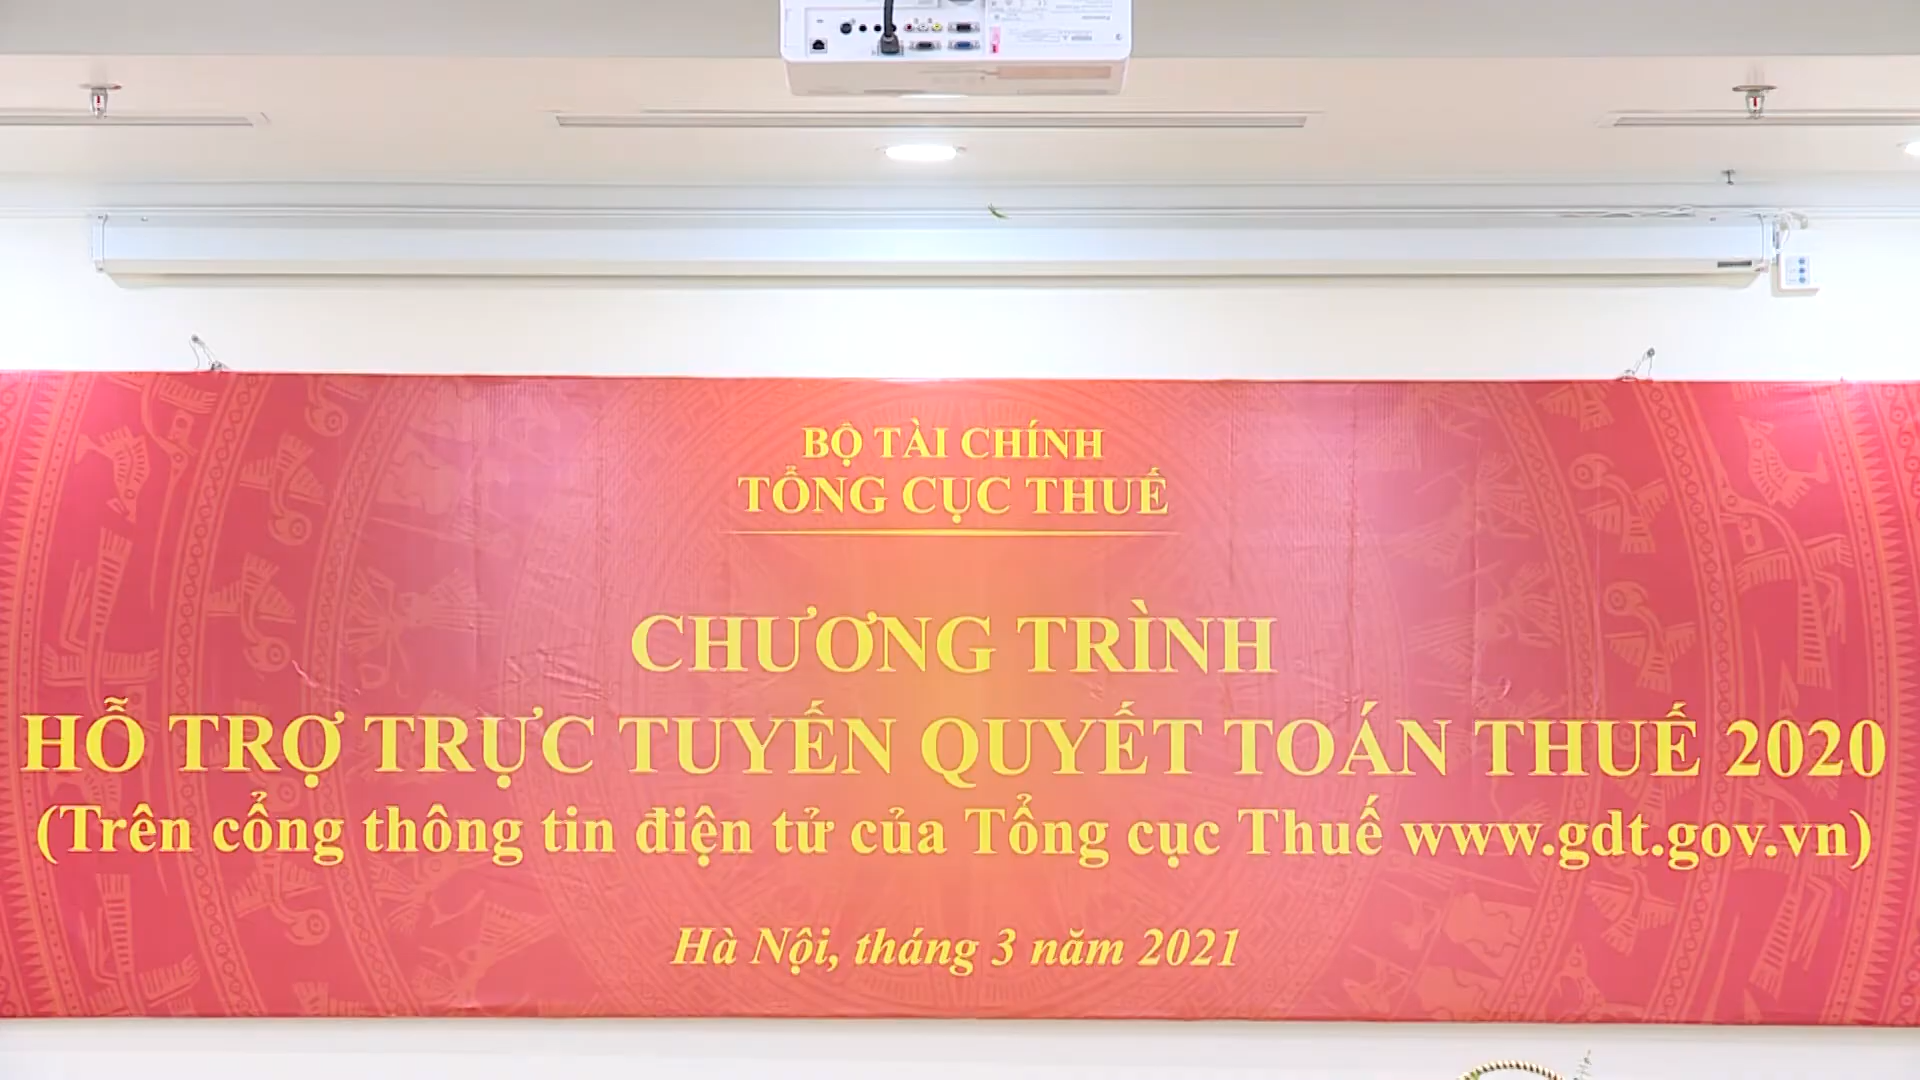 BỘ TÀI CHÍNH
TỔNG CỤC THUẾ
CHƯƠNG TRÌNH
HỖ TRỢ TRỰC TUYẾN QUYẾT TOÁN THUẾ 2020
(Trên cổng thông tin điện tử của Tổng cục Thuế www.gdt.gov.vn)
Hà Nội, tháng 3 năm 2021